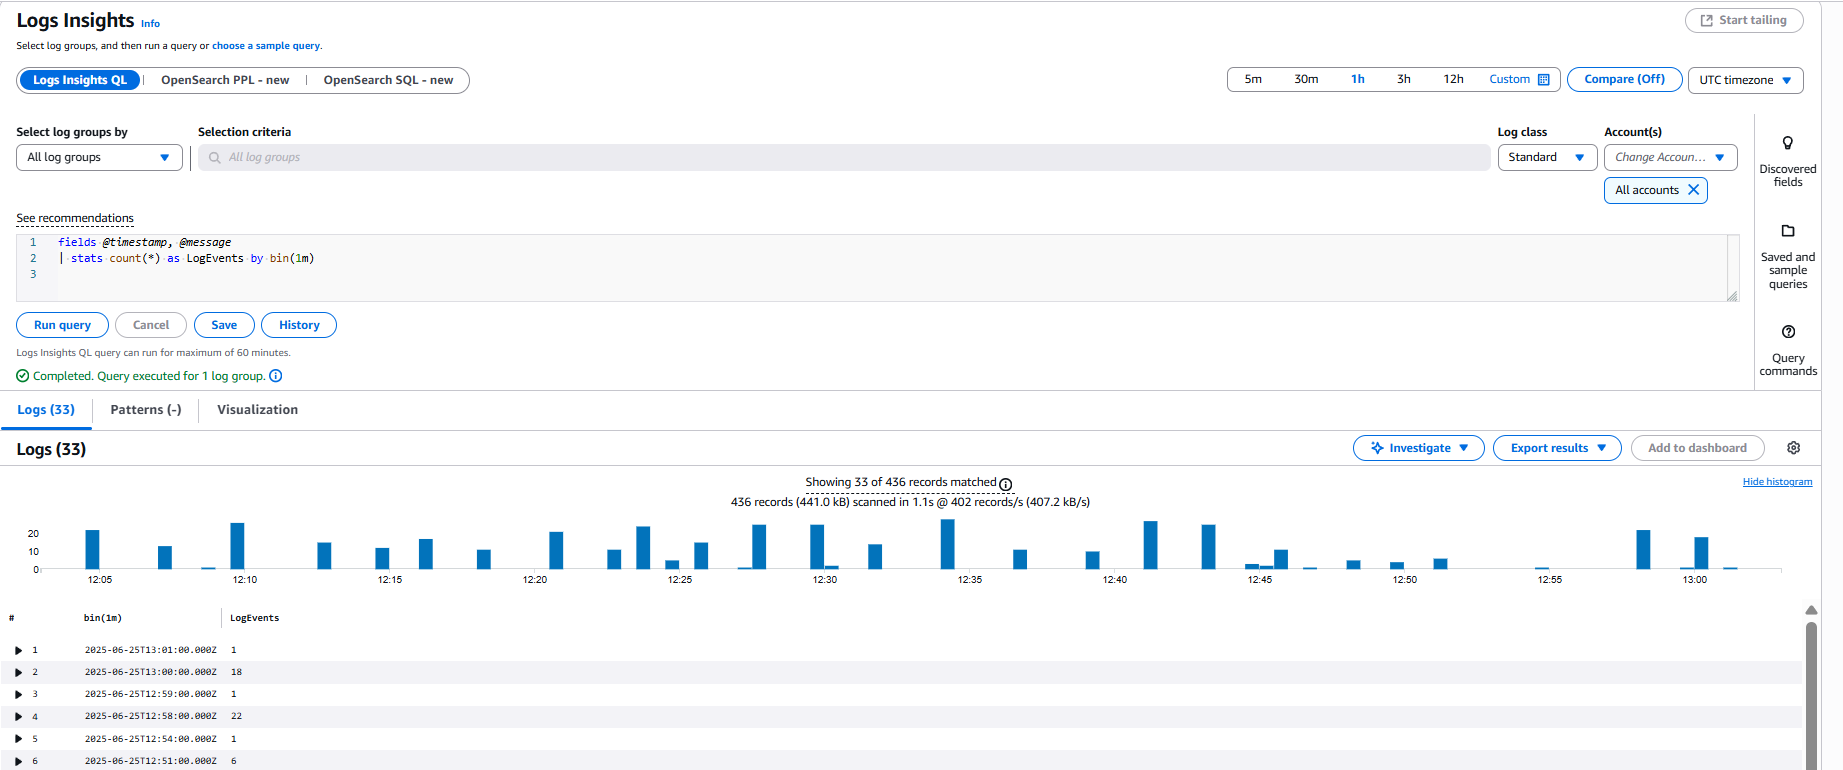 Logs Insights Info
Start tailing
Select log groups, and then run a query or choose a sample query.
Logs Insights QL | OpenSearch PPL - new | OpenSearch SQL - new
5m 30m 1h 3h 12h Custom
Compare (Off)
UTC timezone
Select log groups by
Selection criteria
Log class
Account(s)
All log groups
All log groups
Standard
Change Accoun...
All accounts
Discovered
fields
See recommendations
1 fields @timestamp, @message
2 | stats count(*) as LogEvents by bin(1m)
3
Saved and
sample
queries
Run query Cancel Save History
Logs Insights QL query can run for maximum of 60 minutes.
Completed. Query executed for 1 log group.
Query
commands
Logs (33) Patterns (-) Visualization
Logs (33)
Investigate Export results Add to dashboard
Showing 33 of 436 records matched
436 records (441.0 kB) scanned in 1.1s @ 402 records/s (407.2 kB/s)
Hide histogram
20
10
0
12:05 12:10 12:15 12:20 12:25 12:30 12:35 12:40 12:45 12:50 12:55 13:00
# bin(1m) LogEvents
1 2025-06-25T13:01:00.000Z 1
2 2025-06-25T13:00:00.000Z 18
3 2025-06-25T12:59:00.000Z 1
4 2025-06-25T12:58:00.000Z 22
5 2025-06-25T12:54:00.000Z 1
6 2025-06-25T12:51:00.000Z 6